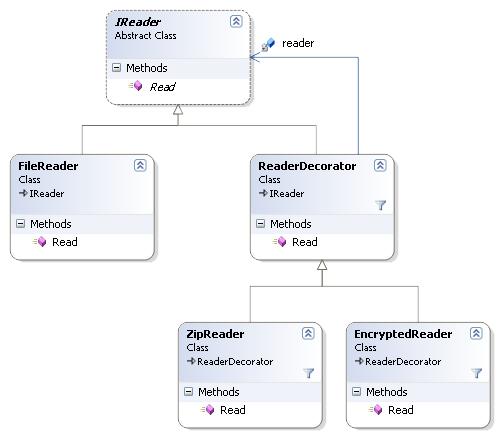 IReader
Abstract Class
Methods
Read
reader
FileReader
Class
IReader
Methods
Read
ReaderDecorator
Class
IReader
Methods
Read
ZipReader
Class
ReaderDecorator
Methods
Read
EncryptedReader
Class
ReaderDecorator
Methods
Read